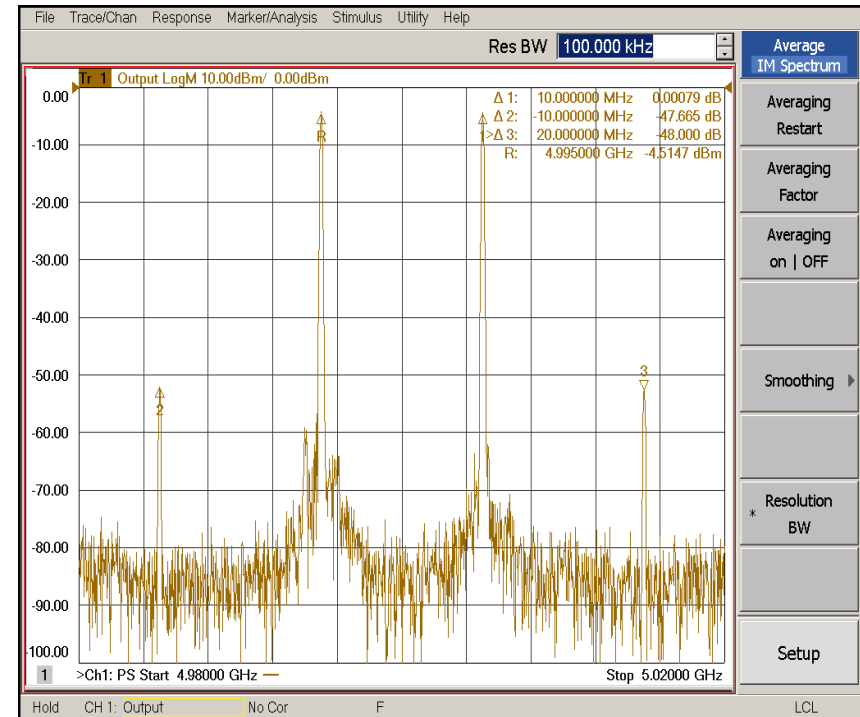 File Trace/Chan Response Marker/Analysis Stimulus Utility Help
Res BW 100.000 kHz
Tr 1 Output LogM 10.00dBm/ 0.00dBm
Δ 1: 10.000000 MHz 0.00079 dB
Δ 2: -10.000000 MHz -47.665 dB
>Δ 3: 20.000000 MHz -48.000 dB
R: 4.995000 GHz -4.5147 dBm
0.00
-10.00
-20.00
-30.00
-40.00
-50.00
-60.00
-70.00
-80.00
-90.00
-100.00
R
1
2
3
1 >Ch1: PS Start 4.98000 GHz — Stop 5.02000 GHz
Average
IM Spectrum
Averaging
Restart
Averaging
Factor
Averaging
on | OFF
Smoothing
* Resolution
BW
Setup
Hold CH 1: Output No Cor F LCL